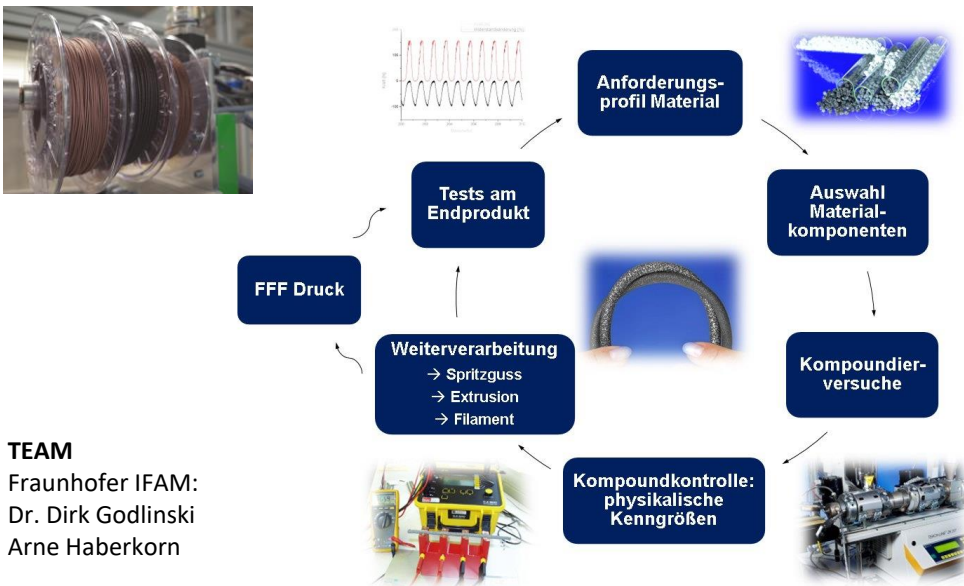 Anforderungs-
profil Material
Auswahl
Material-
komponenten
Kompoundier-
versuche
Kompoundkontrolle:
physikalische
Kenngrößen
Weiterverarbeitung
→ Spritzguss
→ Extrusion
→ Filament
FFF Druck
Tests am
Endprodukt
TEAM
Fraunhofer IFAM:
Dr. Dirk Godlinski
Arne Haberkorn